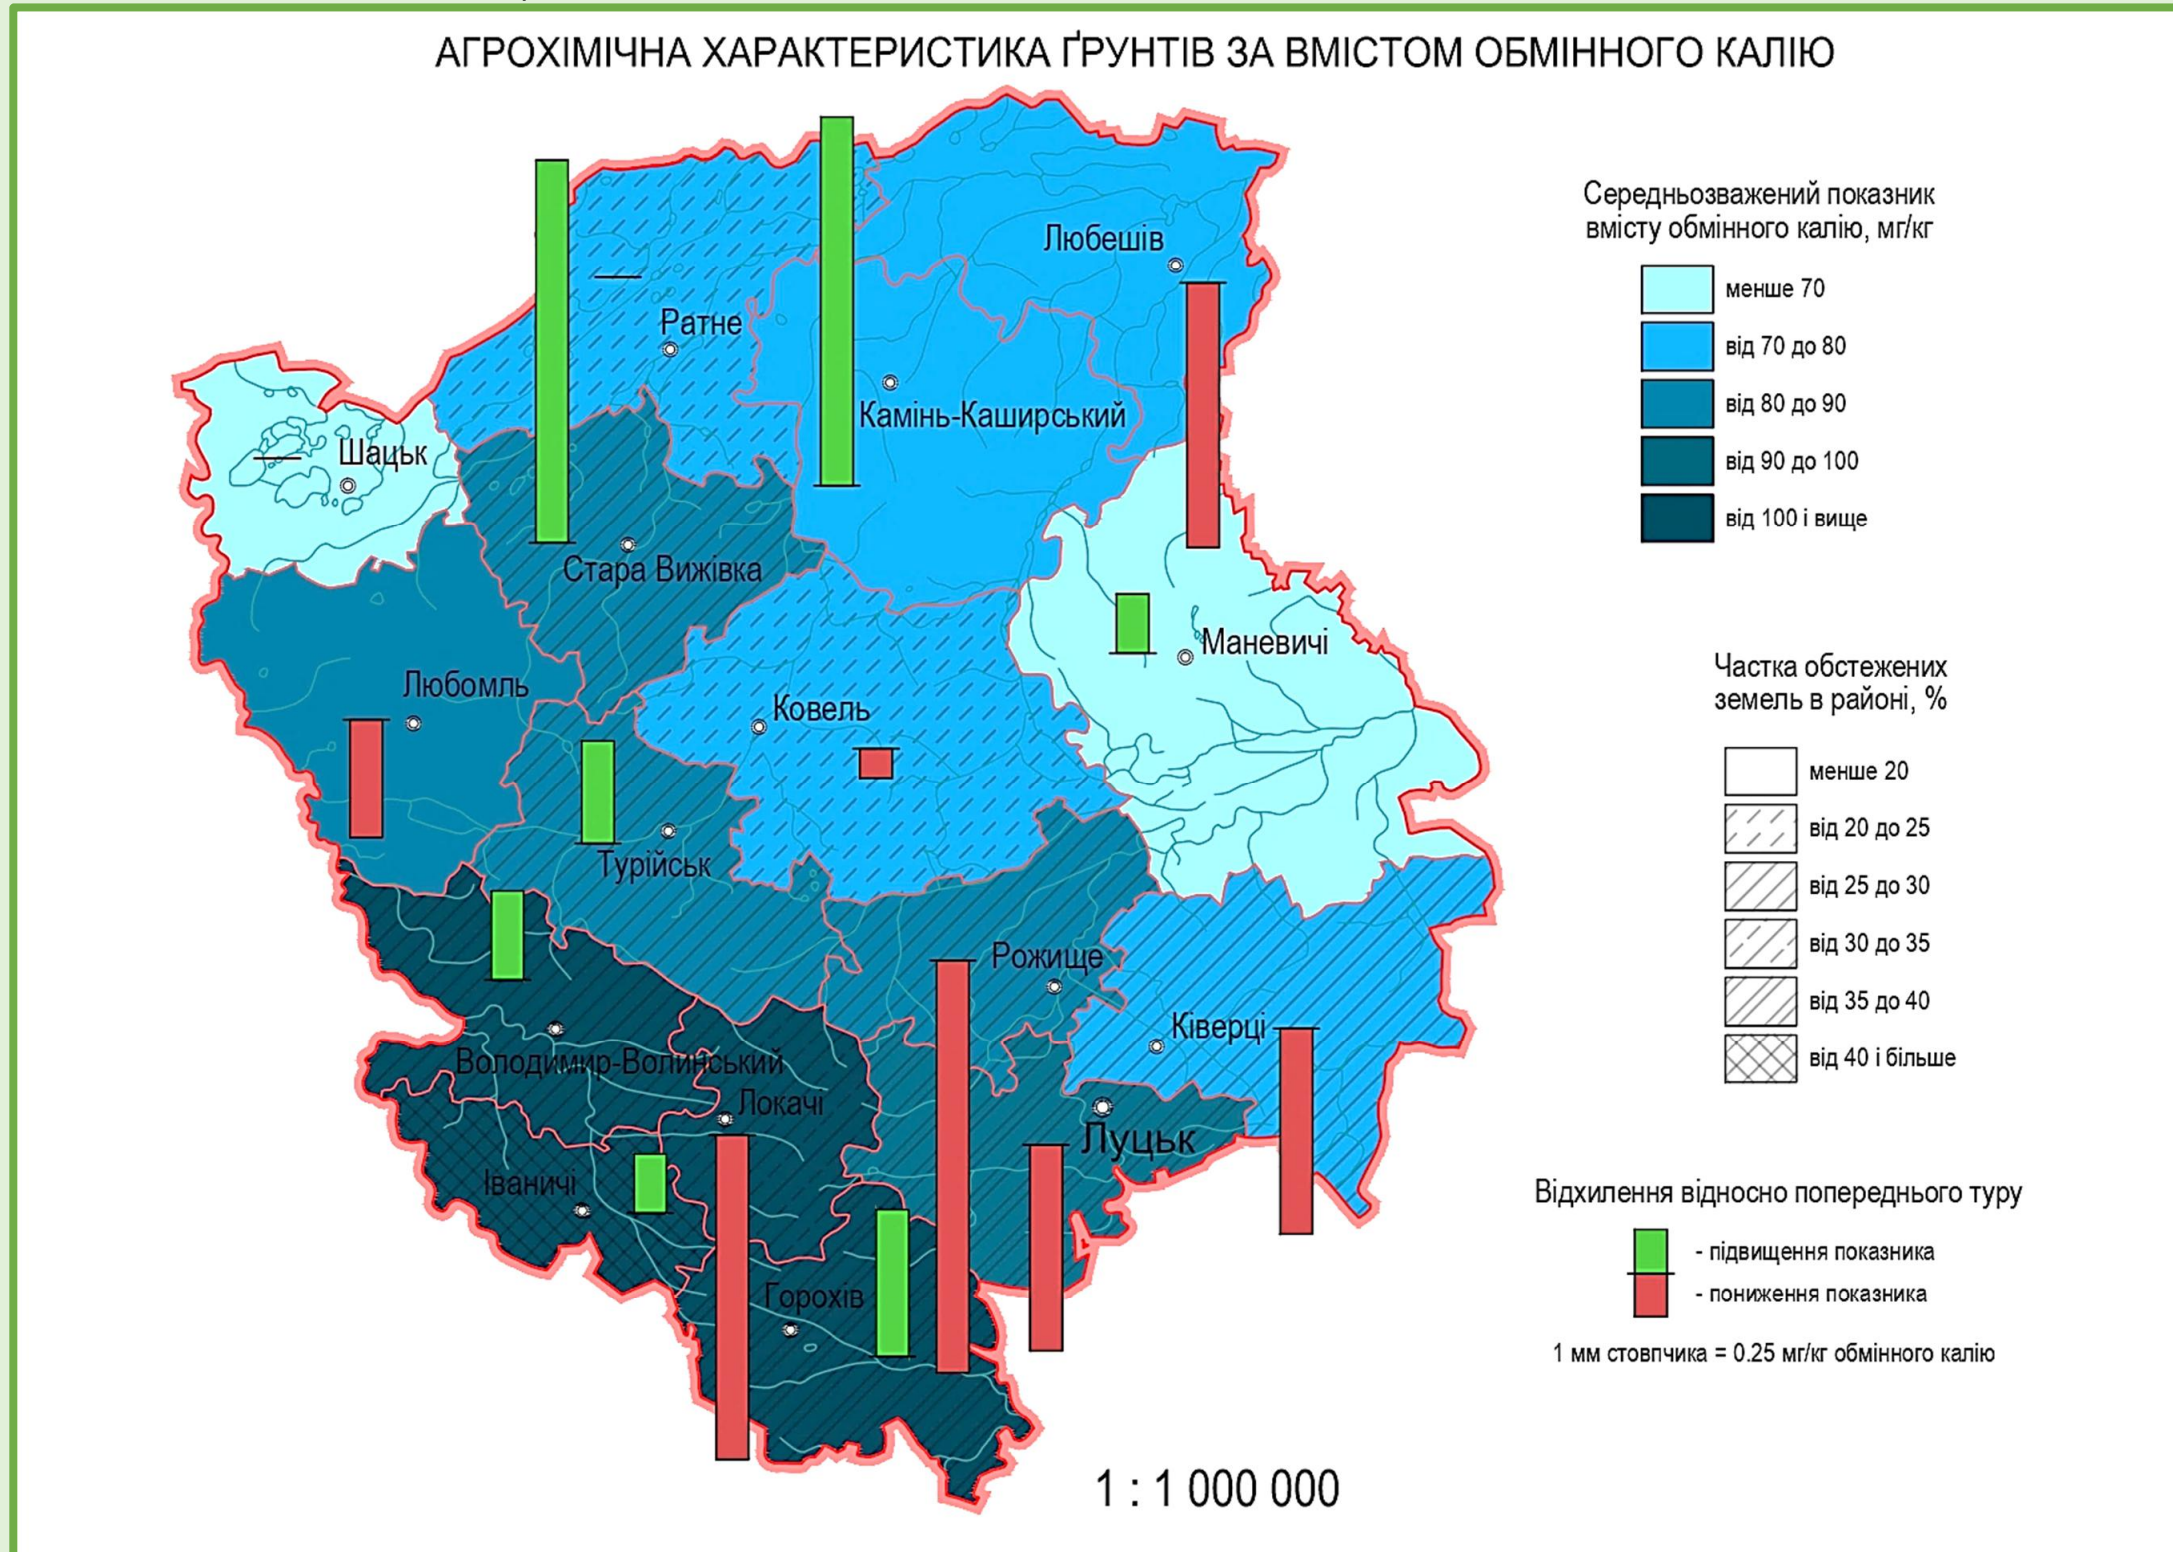 АГРОХІМІЧНА ХАРАКТЕРИСТИКА ҐРУНТІВ ЗА ВМІСТОМ ОБМІННОГО КАЛІЮ
Любешів
Ратне
Камінь-Каширський
Шацьк
Стара Вижівка
Маневичі
Любомль
Ковель
Турійськ
Рожище
Ківерці
Володимир-Волинський
Локачі
Луцьк
Іваничі
Горохів
1 : 1 000 000
Середньозважений показник
вмісту обмінного калію, мг/кг
менше 70
від 70 до 80
від 80 до 90
від 90 до 100
від 100 і вище
Частка обстежених
земель в районі, %
менше 20
від 20 до 25
від 25 до 30
від 30 до 35
від 35 до 40
від 40 і більше
Відхилення відносно попереднього туру
- підвищення показника
- пониження показника
1 мм стовпчика = 0.25 мг/кг обмінного калію